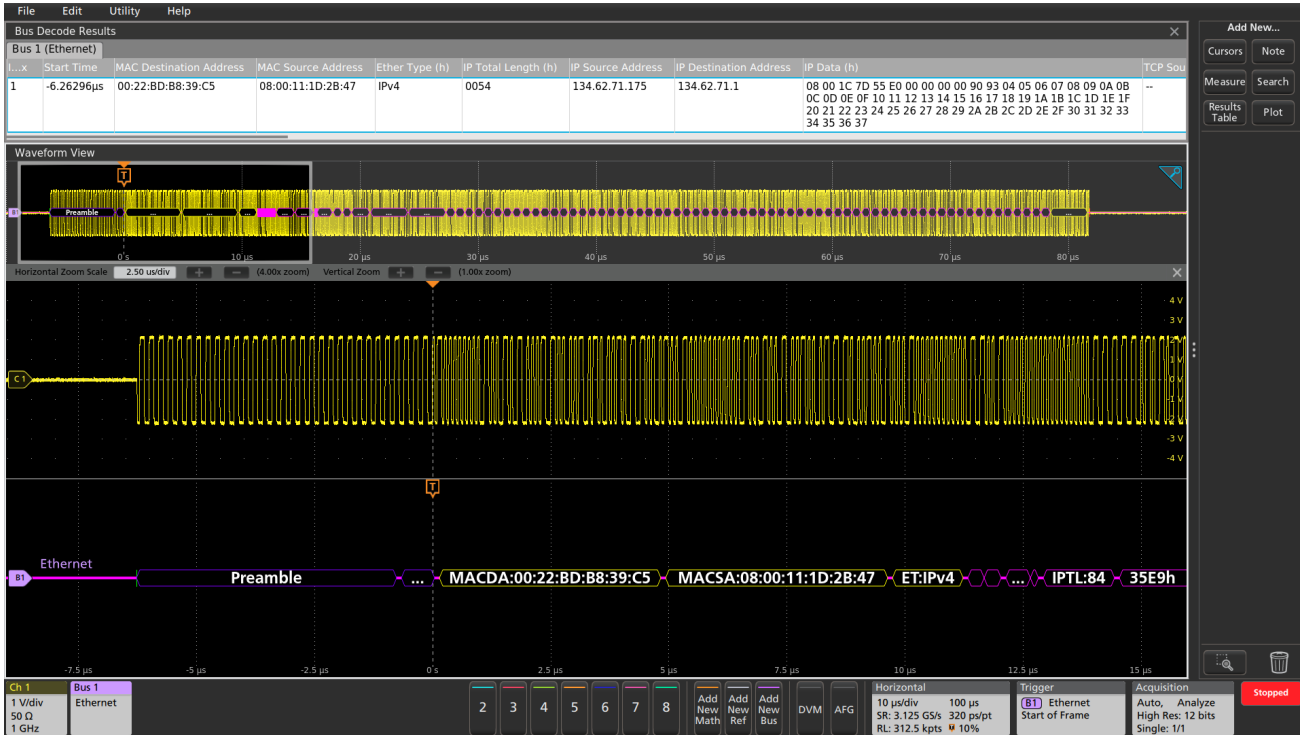 File Edit Utility Help
Bus Decode Results
Bus 1 (Ethernet)
I...x Start Time MAC Destination Address MAC Source Address Ether Type (h) IP Total Length (h) IP Source Address IP Destination Address IP Data (h) TCP Sou
1 -6.26296µs 00:22:BD:B8:39:C5 08:00:11:1D:2B:47 IPv4 0054 134.62.71.175 134.62.71.1 08 00 1C 7D 55 E0 00 00 00 00 90 93 04 05 06 07 08 09 0A 0B --
0C 0D 0E 0F 10 11 12 13 14 15 16 17 18 19 1A 1B 1C 1D 1E 1F
20 21 22 23 24 25 26 27 28 29 2A 2B 2C 2D 2E 2F 30 31 32 33
34 35 36 37
Waveform View
T
B1 Preamble ... ... ... ... ... ... ... ... ...
0 s 10 µs 20 µs 30 µs 40 µs 50 µs 60 µs 70 µs 80 µs
Horizontal Zoom Scale 2.50 us/div + − (4.00x zoom) Vertical Zoom + − (1.00x zoom)
4 V
3 V
C 1 0 V
-1 V
-2 V
-3 V
-4 V
T
Ethernet
B1 Preamble ... MACDA:00:22:BD:B8:39:C5 MACSA:08:00:11:1D:2B:47 ET:IPv4 ... IPTL:84 35E9h
-7.5 µs -5 µs -2.5 µs 0 s 2.5 µs 5 µs 7.5 µs 10 µs 12.5 µs 15 µs
Add New...
Cursors Note
Measure Search
Results Table Plot
Ch 1
1 V/div
50 Ω
1 GHz
Bus 1
Ethernet
2 3 4 5 6 7 8
Add New Math
Add New Ref
Add New Bus
DVM AFG
Horizontal
10 µs/div 100 µs
SR: 3.125 GS/s 320 ps/pt
RL: 312.5 kpts 10%
Trigger
B1 Ethernet
Start of Frame
Acquisition
Auto, Analyze
High Res: 12 bits
Single: 1/1
Stopped